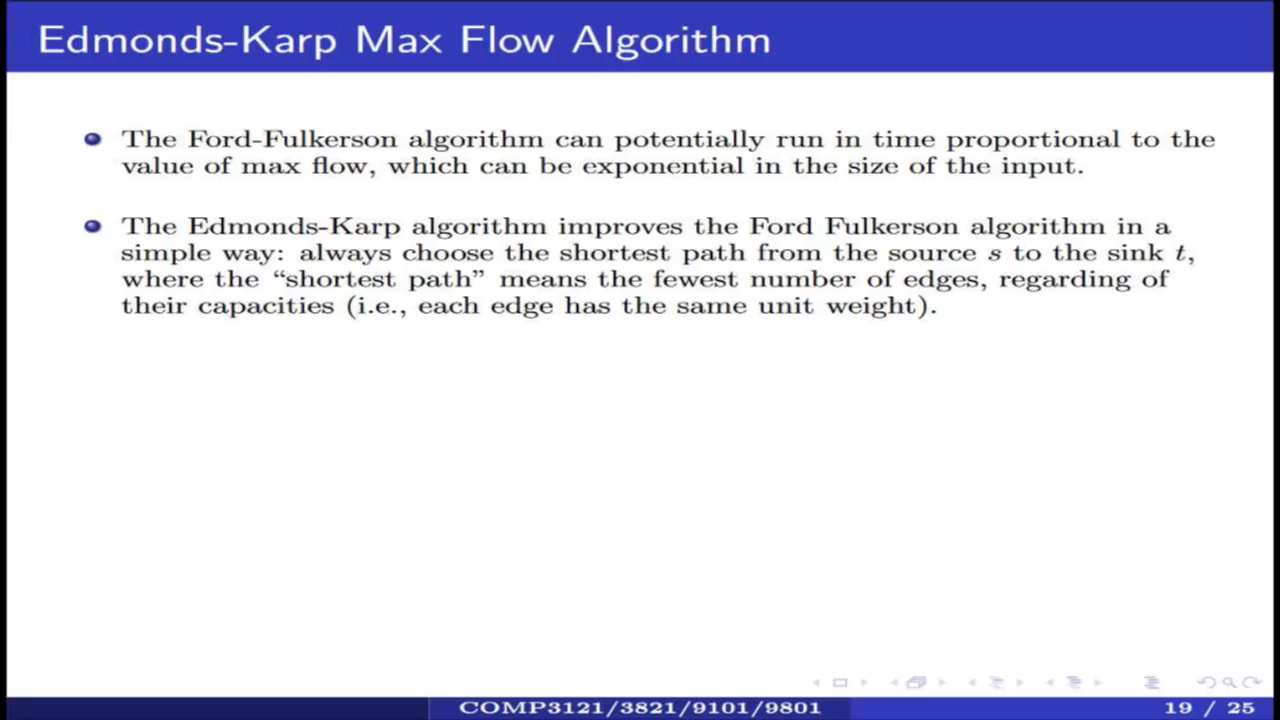 Edmonds-Karp Max Flow Algorithm
The Ford-Fulkerson algorithm can potentially run in time proportional to the
value of max flow, which can be exponential in the size of the input.
The Edmonds-Karp algorithm improves the Ford Fulkerson algorithm in a
simple way: always choose the shortest path from the source s to the sink t,
where the “shortest path” means the fewest number of edges, regarding of
their capacities (i.e., each edge has the same unit weight).
COMP3121/3821/9101/9801
19 / 25